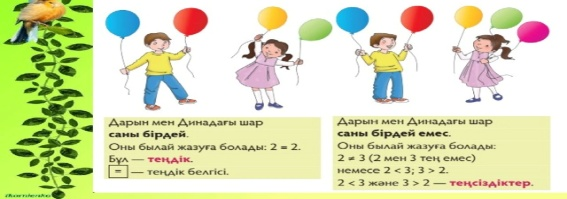 Дарын мен Динадағы шар
саны бірдей.
Оны былай жазуға болады: 2 = 2.
Бұл — теңдік.
= — теңдік белгісі.
Дарын мен Динадағы шар
саны бірдей емес.
Оны былай жазуға болады:
2 ≠ 3 (2 мен 3 тең емес)
немесе 2 < 3; 3 > 2.
2 < 3 және 3 > 2 — теңсіздіктер.